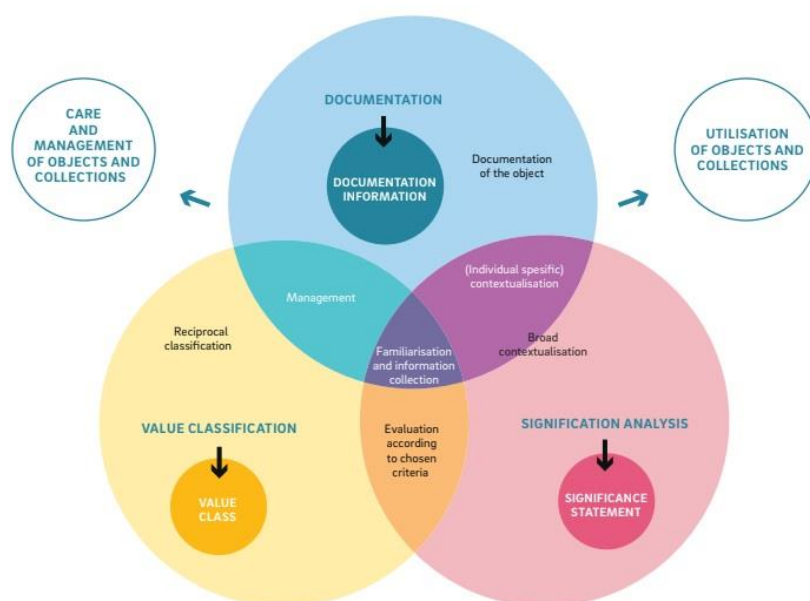 CARE
AND
MANAGEMENT
OF OBJECTS AND
COLLECTIONS
DOCUMENTATION
DOCUMENTATION
INFORMATION
Documentation
of the object
UTILISATION
OF OBJECTS AND
COLLECTIONS
Management
(Individual spesific)
contextualisation
Reciprocal
classification
Familiarisation
and information
collection
Broad
contextualisation
VALUE CLASSIFICATION
Evaluation
according
to chosen
criteria
SIGNIFICATION ANALYSIS
VALUE
CLASS
SIGNIFICANCE
STATEMENT